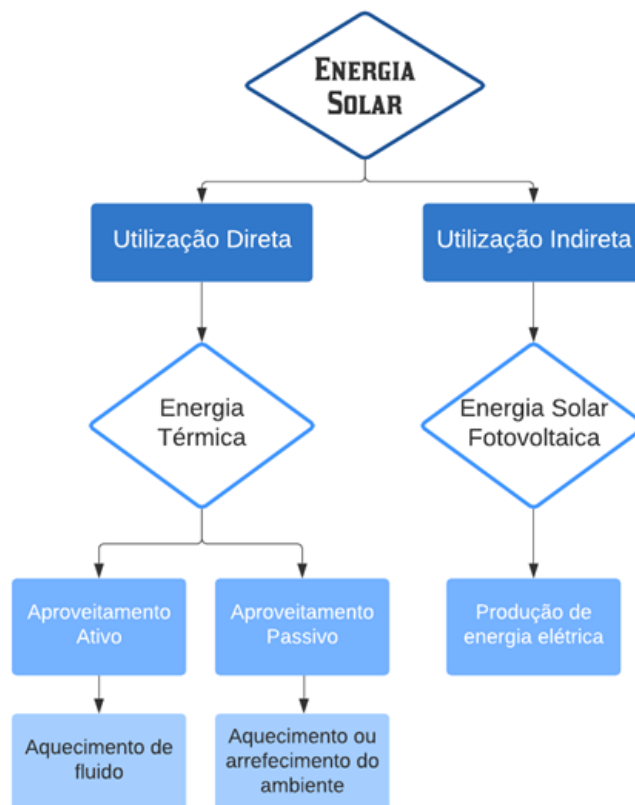 ENERGIA
SOLAR
Utilização Direta
Utilização Indireta
Energia
Térmica
Energia Solar
Fotovoltaica
Aproveitamento
Ativo
Aproveitamento
Passivo
Produção de
energia elétrica
Aquecimento de
fluido
Aquecimento ou
arrefecimento do
ambiente